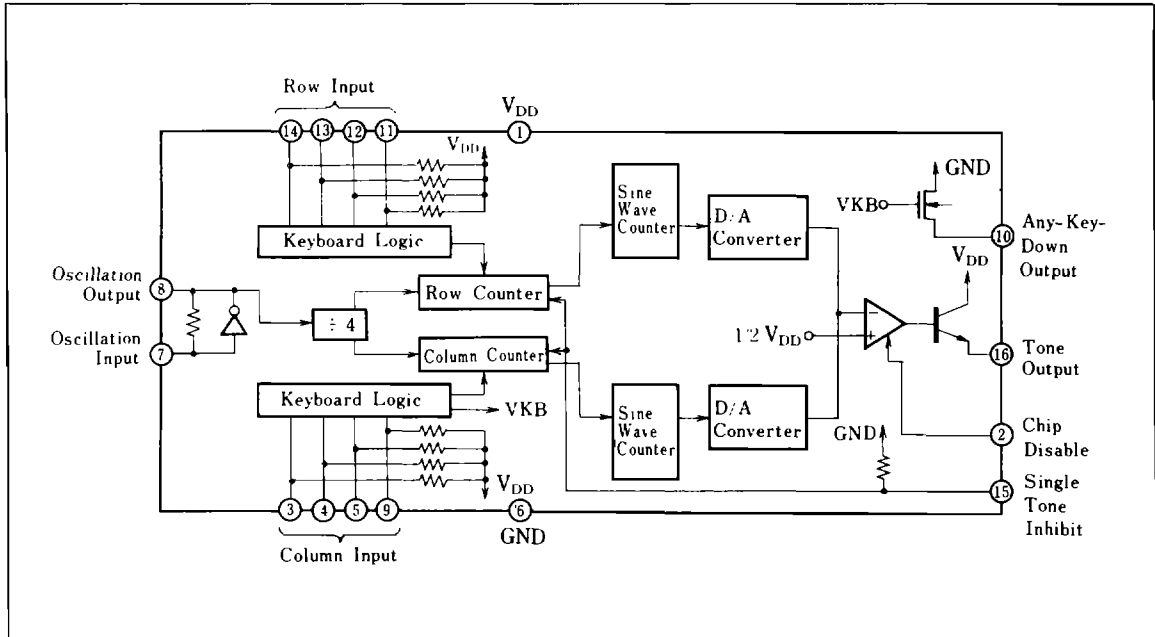 Row Input
V_DD
14
13
12
11
1
V_DD
GND
VKB
Sine
Wave
Counter
D/A
Converter
Keyboard Logic
10
Any-Key-
Down
Output
V_DD
Oscillation
Output
8
Row Counter
÷ 4
1/2 V_DD
−
+
Oscillation
Input
7
Column Counter
16
Tone
Output
Keyboard Logic
VKB
Sine
Wave
Counter
D/A
Converter
GND
2
Chip
Disable
V_DD
15
Single
Tone
Inhibit
3
4
5
9
6
GND
Column Input